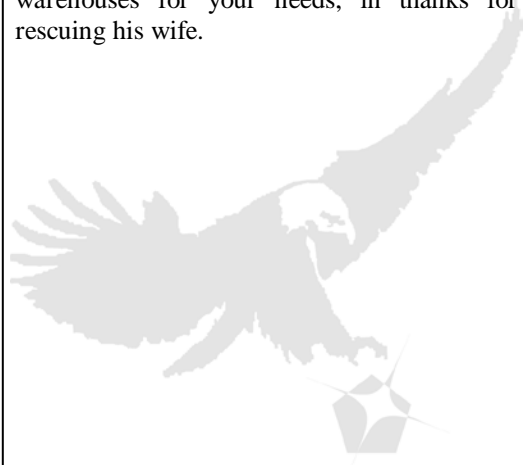 warehouses for your needs, in thanks for
rescuing his wife.